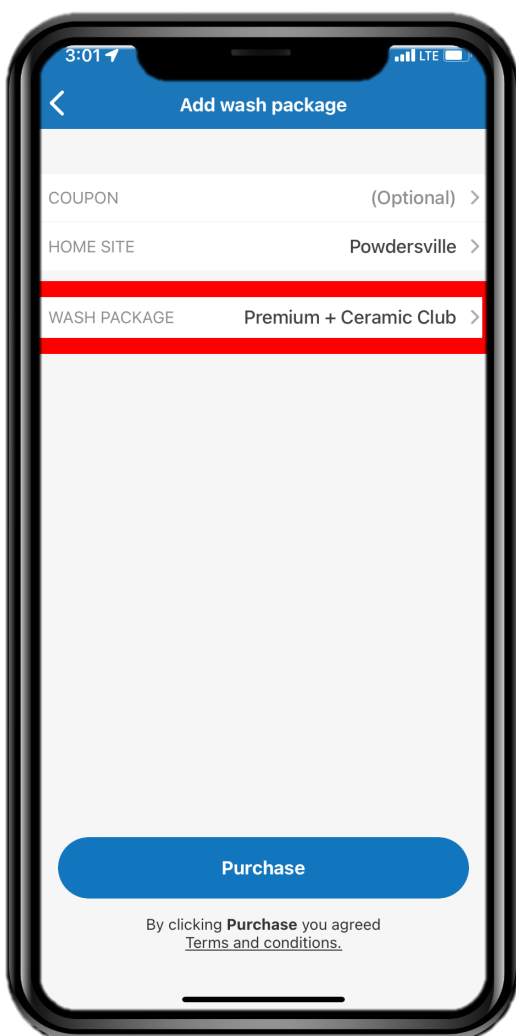 3:01 LTE
Add wash package
COUPON (Optional)
HOME SITE Powdersville
WASH PACKAGE Premium + Ceramic Club
Purchase
By clicking Purchase you agreed
Terms and conditions.